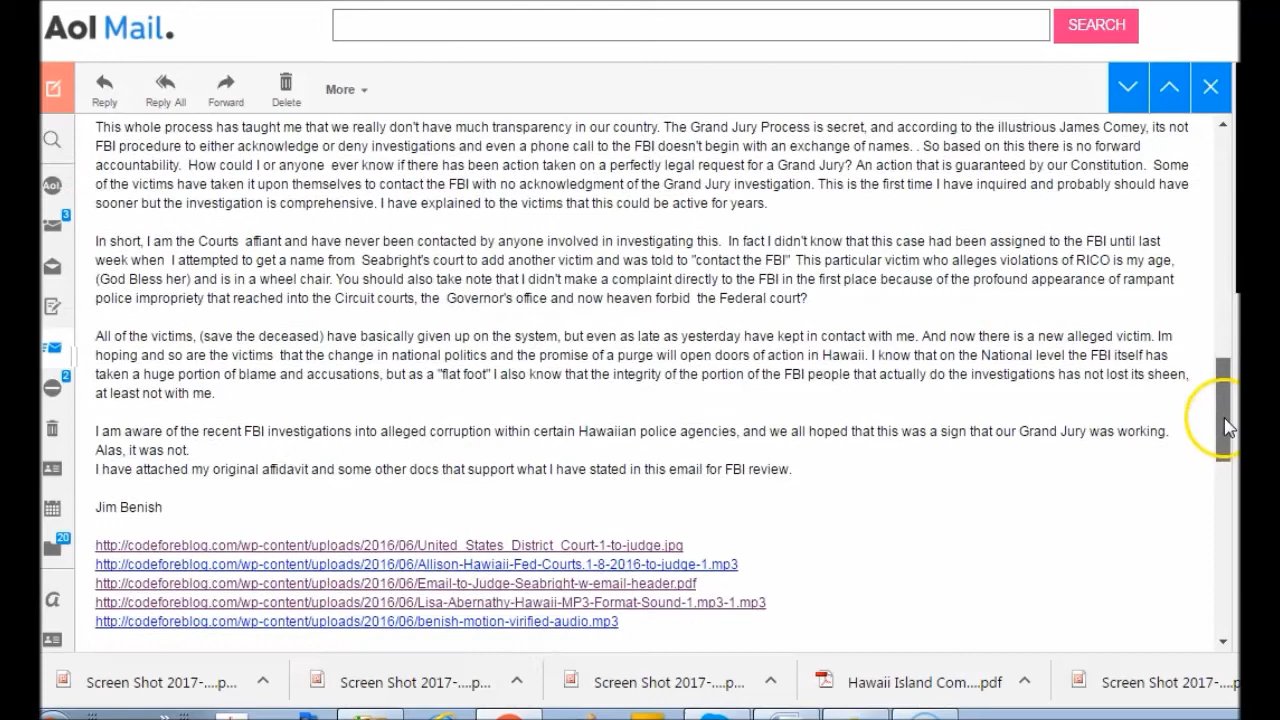 Aol Mail.
SEARCH
Reply
Reply All
Forward
Delete
More
This whole process has taught me that we really don't have much transparency in our country. The Grand Jury Process is secret, and according to the illustrious James Comey, its not
FBI procedure to either acknowledge or deny investigations and even a phone call to the FBI doesn't begin with an exchange of names. . So based on this there is no forward
accountability. How could I or anyone ever know if there has been action taken on a perfectly legal request for a Grand Jury? An action that is guaranteed by our Constitution. Some
of the victims have taken it upon themselves to contact the FBI with no acknowledgment of the Grand Jury investigation. This is the first time I have inquired and probably should have
sooner but the investigation is comprehensive. I have explained to the victims that this could be active for years.
In short, I am the Courts affiant and have never been contacted by anyone involved in investigating this. In fact I didn't know that this case had been assigned to the FBI until last
week when I attempted to get a name from Seabright's court to add another victim and was told to "contact the FBI" This particular victim who alleges violations of RICO is my age,
(God Bless her) and is in a wheel chair. You should also take note that I didn't make a complaint directly to the FBI in the first place because of the profound appearance of rampant
police impropriety that reached into the Circuit courts, the Governor's office and now heaven forbid the Federal court?
All of the victims, (save the deceased) have basically given up on the system, but even as late as yesterday have kept in contact with me. And now there is a new alleged victim. Im
hoping and so are the victims that the change in national politics and the promise of a purge will open doors of action in Hawaii. I know that on the National level the FBI itself has
taken a huge portion of blame and accusations, but as a "flat foot" I also know that the integrity of the portion of the FBI people that actually do the investigations has not lost its sheen,
at least not with me.
I am aware of the recent FBI investigations into alleged corruption within certain Hawaiian police agencies, and we all hoped that this was a sign that our Grand Jury was working.
Alas, it was not.
I have attached my original affidavit and some other docs that support what I have stated in this email for FBI review.
Jim Benish
http://codeforeblog.com/wp-content/uploads/2016/06/United_States_District_Court-1-to-judge.jpg
http://codeforeblog.com/wp-content/uploads/2016/06/Allison-Hawiaii-Fed-Courts.1-8-2016-to-judge-1.mp3
http://codeforeblog.com/wp-content/uploads/2016/06/Email-to-Judge-Seabright-w-email-header.pdf
http://codeforeblog.com/wp-content/uploads/2016/06/Lisa-Abernathy-Hawaii-MP3-Format-Sound-1.mp3-1.mp3
http://codeforeblog.com/wp-content/uploads/2016/06/benish-motion-virified-audio.mp3
Aol.
3
2
20
a
Screen Shot 2017-....p...
Screen Shot 2017-....p...
Screen Shot 2017-....p...
Hawaii Island Com....pdf
Screen Shot 2017-....p...